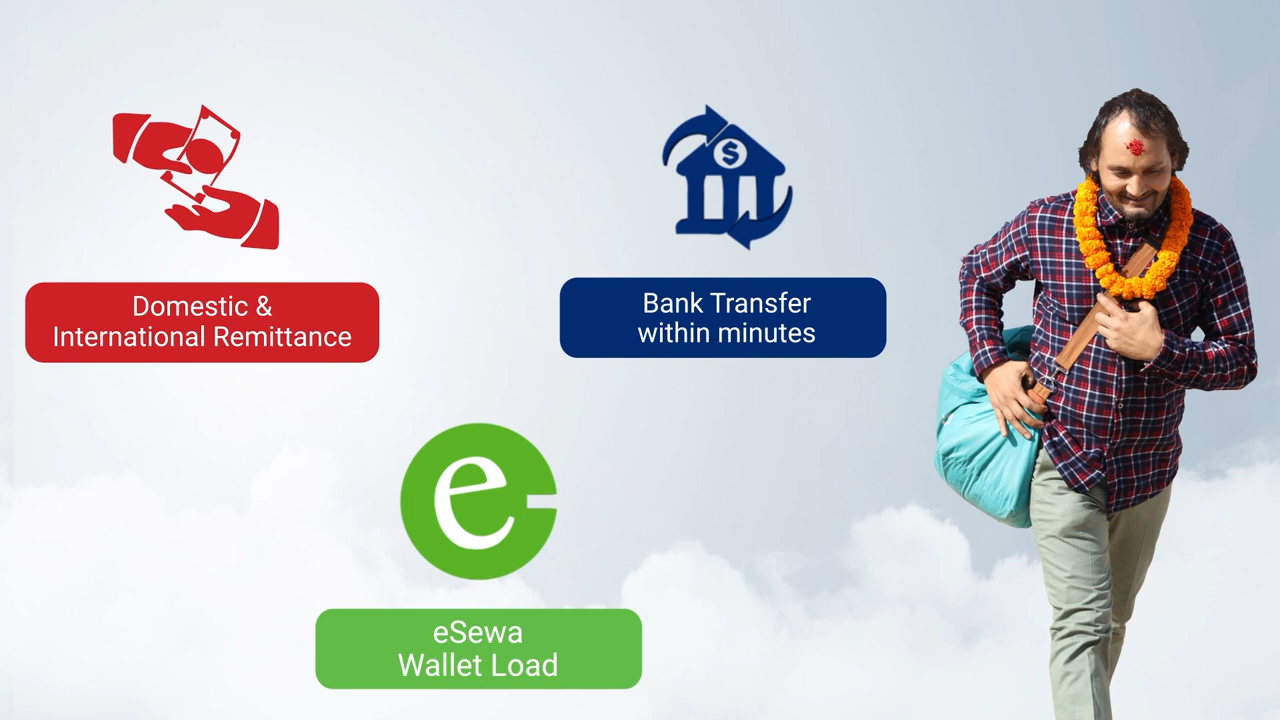 Domestic &
International Remittance
$
Bank Transfer
within minutes
e
eSewa
Wallet Load